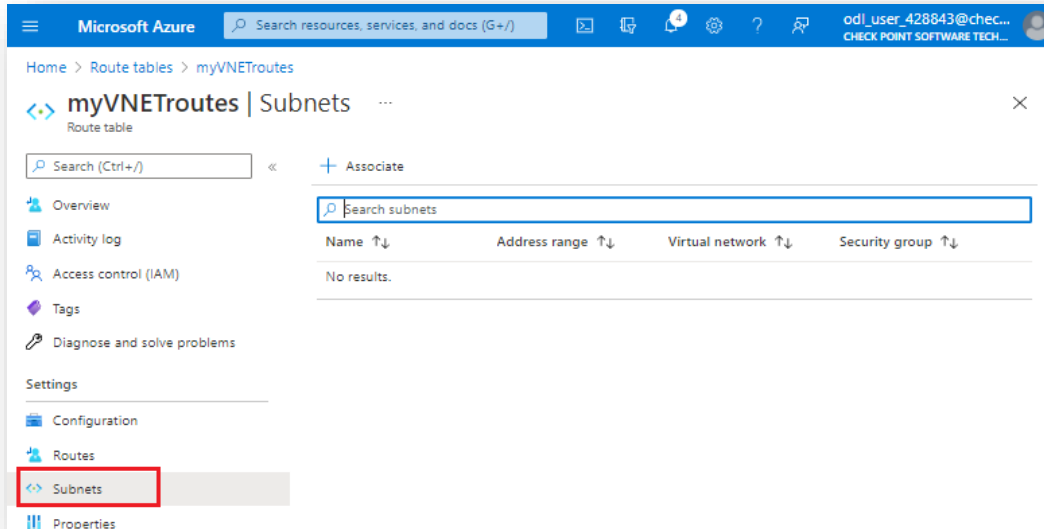 Microsoft Azure
Search resources, services, and docs (G+/)
4
odl_user_428843@chec...
CHECK POINT SOFTWARE TECH...
Home > Route tables > myVNETroutes
myVNETroutes | Subnets ...
Route table
Search (Ctrl+/)
«
+ Associate
Overview
Search subnets
Activity log
Name ↑↓ Address range ↑↓ Virtual network ↑↓ Security group ↑↓
Access control (IAM)
No results.
Tags
Diagnose and solve problems
Settings
Configuration
Routes
Subnets
Properties